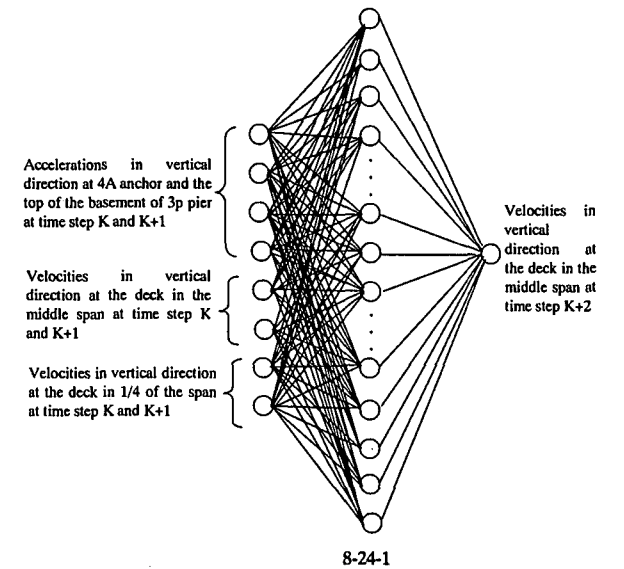 Accelerations in vertical
direction at 4A anchor and the
top of the basement of 3p pier
at time step K and K+1
Velocities in vertical
direction at the deck in the
middle span at time step K
and K+1
Velocities in vertical direction
at the deck in 1/4 of the span
at time step K and K+1
Velocities in
vertical
direction at
the deck in the
middle span at
time step K+2
8-24-1